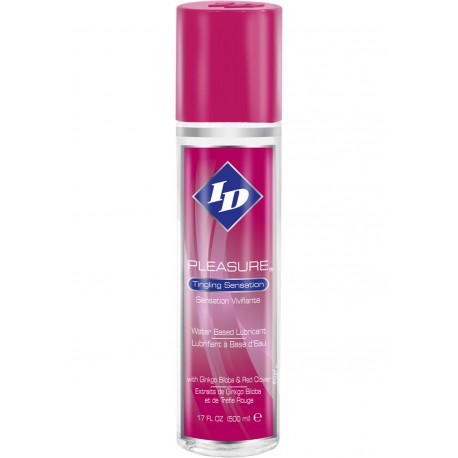 ID
PLEASURE
Tingling Sensation
Sensation Vivifiante
Water Based Lubricant
Lubrifiant à Base d'Eau
with Ginkgo Biloba & Red Clover
Extraits de Ginkgo Biloba
et de Trèfle Rouge
17 FL OZ (500 ml) C€